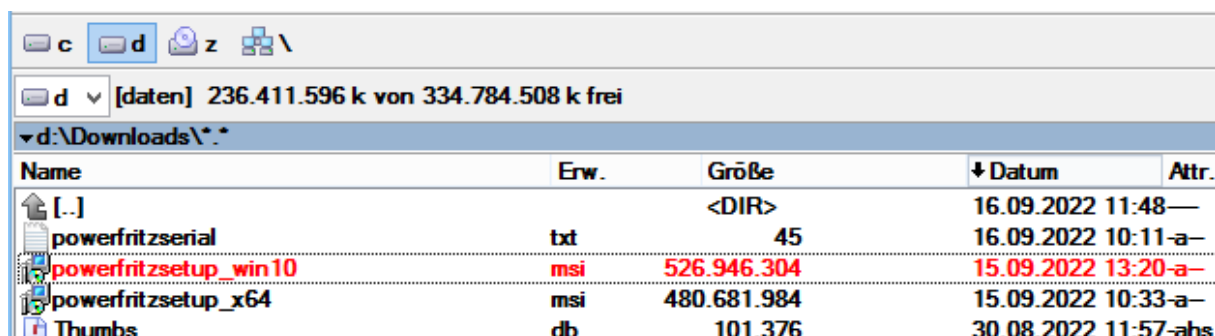 c d z \
d [daten] 236.411.596 k von 334.784.508 k frei
d:\Downloads\*.*
Name Erw. Größe Datum Attr.
[..] <DIR> 16.09.2022 11:48-—
powerfritzserial txt 45 16.09.2022 10:11-a--
powerfritzsetup_win10 msi 526.946.304 15.09.2022 13:20-a--
powerfritzsetup_x64 msi 480.681.984 15.09.2022 10:33-a--
Thumbs db 101.376 30.08.2022 11:57-ahs